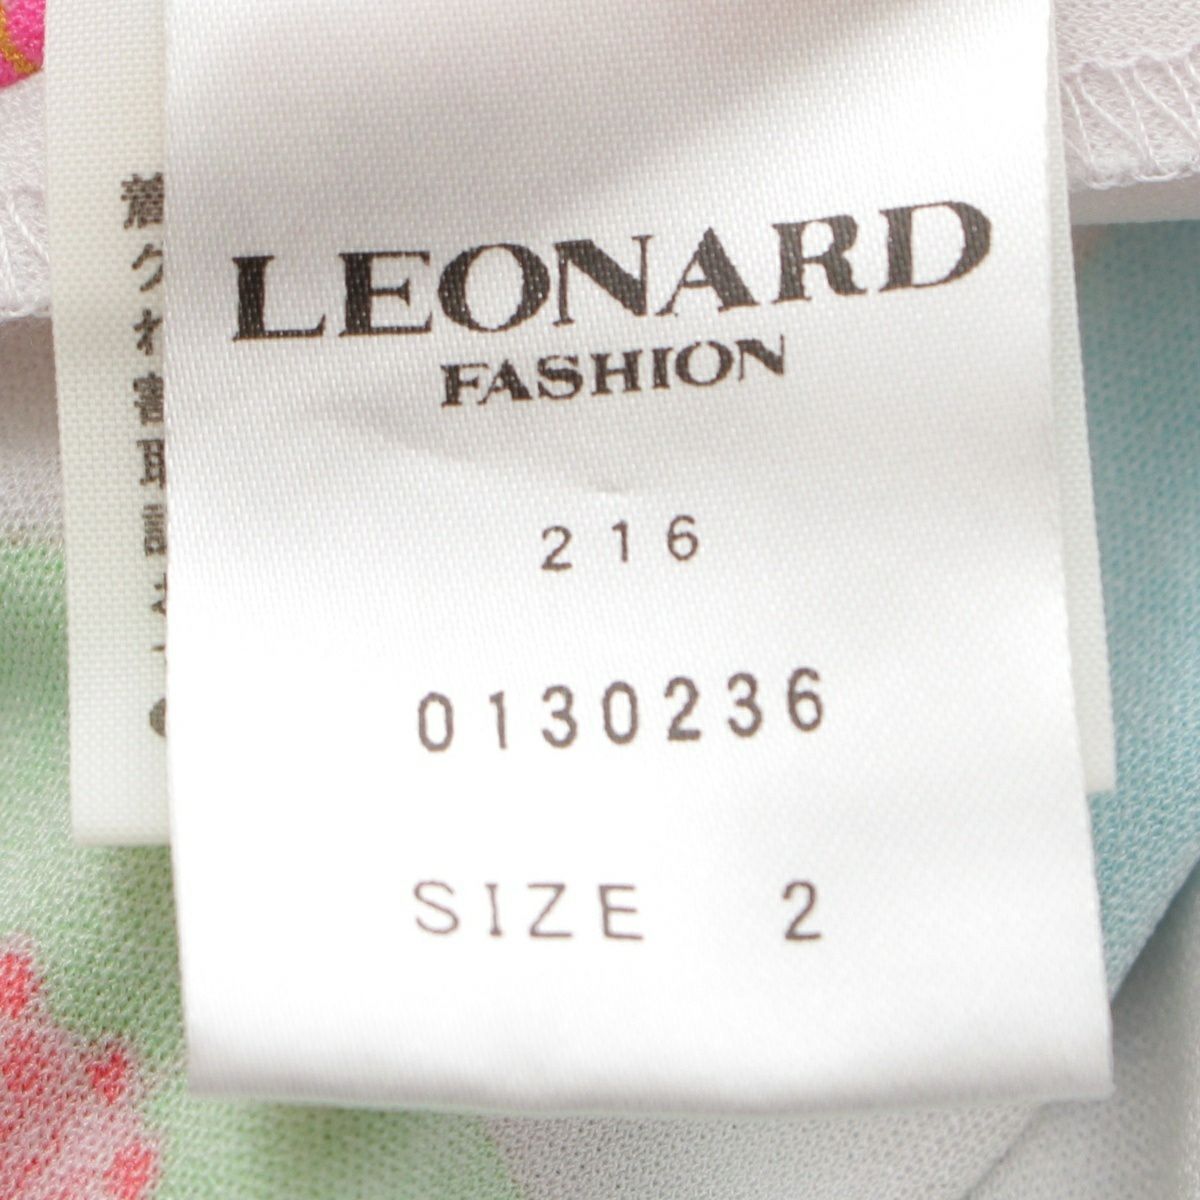 LEONARD
FASHION
216
0130236
SIZE 2